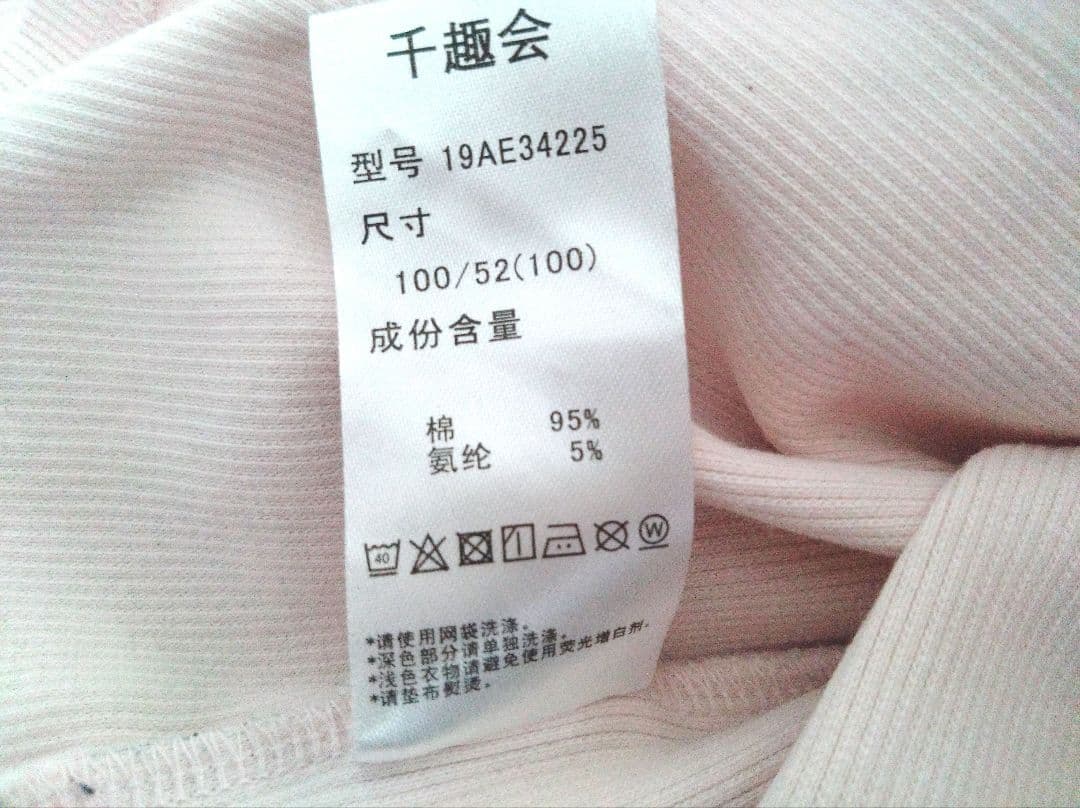 千趣会
型号 19AE34225
尺寸
100/52(100)
成份含量
棉 95%
氨纶 5%
40 W
*请使用网袋洗涤。
*深色部分请单独洗涤。
*浅色衣物请避免使用荧光增白剂.
*请垫布熨烫。